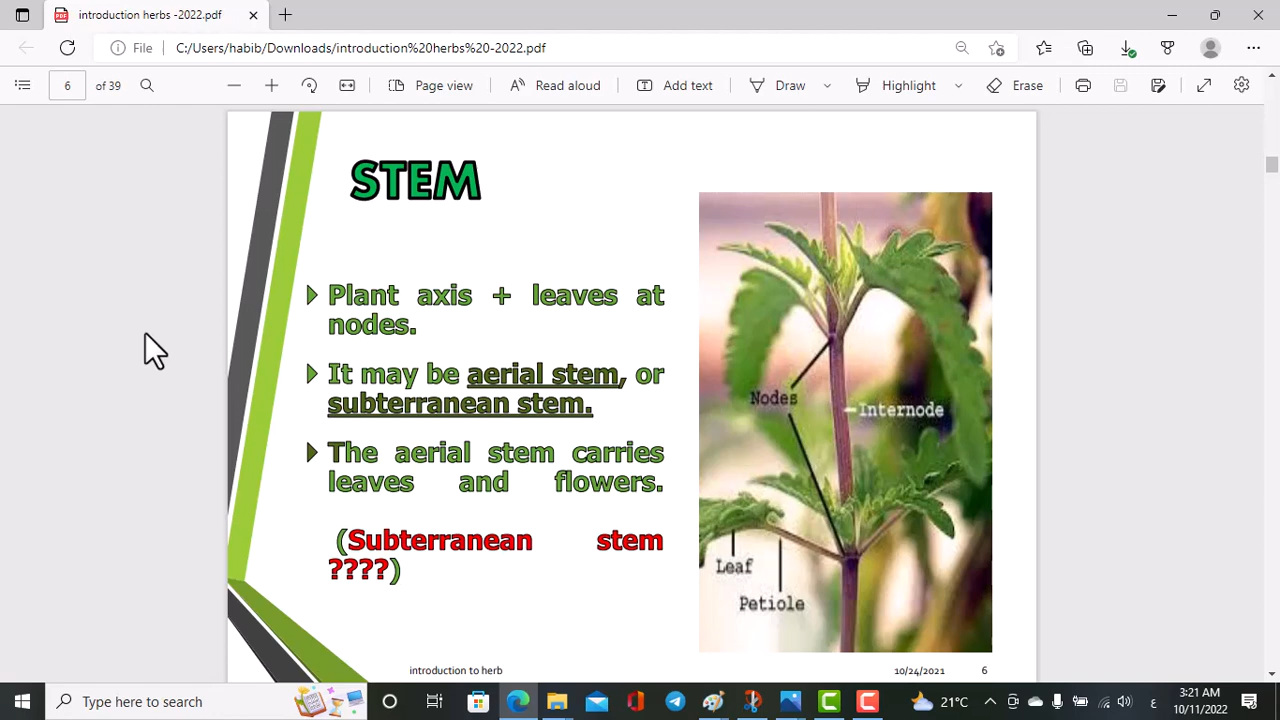 introduction herbs -2022.pdf
File
C:/Users/habib/Downloads/introduction%20herbs%20-2022.pdf
6 of 39
Page view
Read aloud
Add text
Draw
Highlight
Erase
STEM
Plant axis + leaves at
nodes.
It may be aerial stem, or
subterranean stem.
The aerial stem carries
leaves and flowers.
(Subterranean stem
????)
Nodes
Internode
Leaf
Petiole
introduction to herb
10/24/2021
6
Type here to search
21°C
ع
10/11/2022